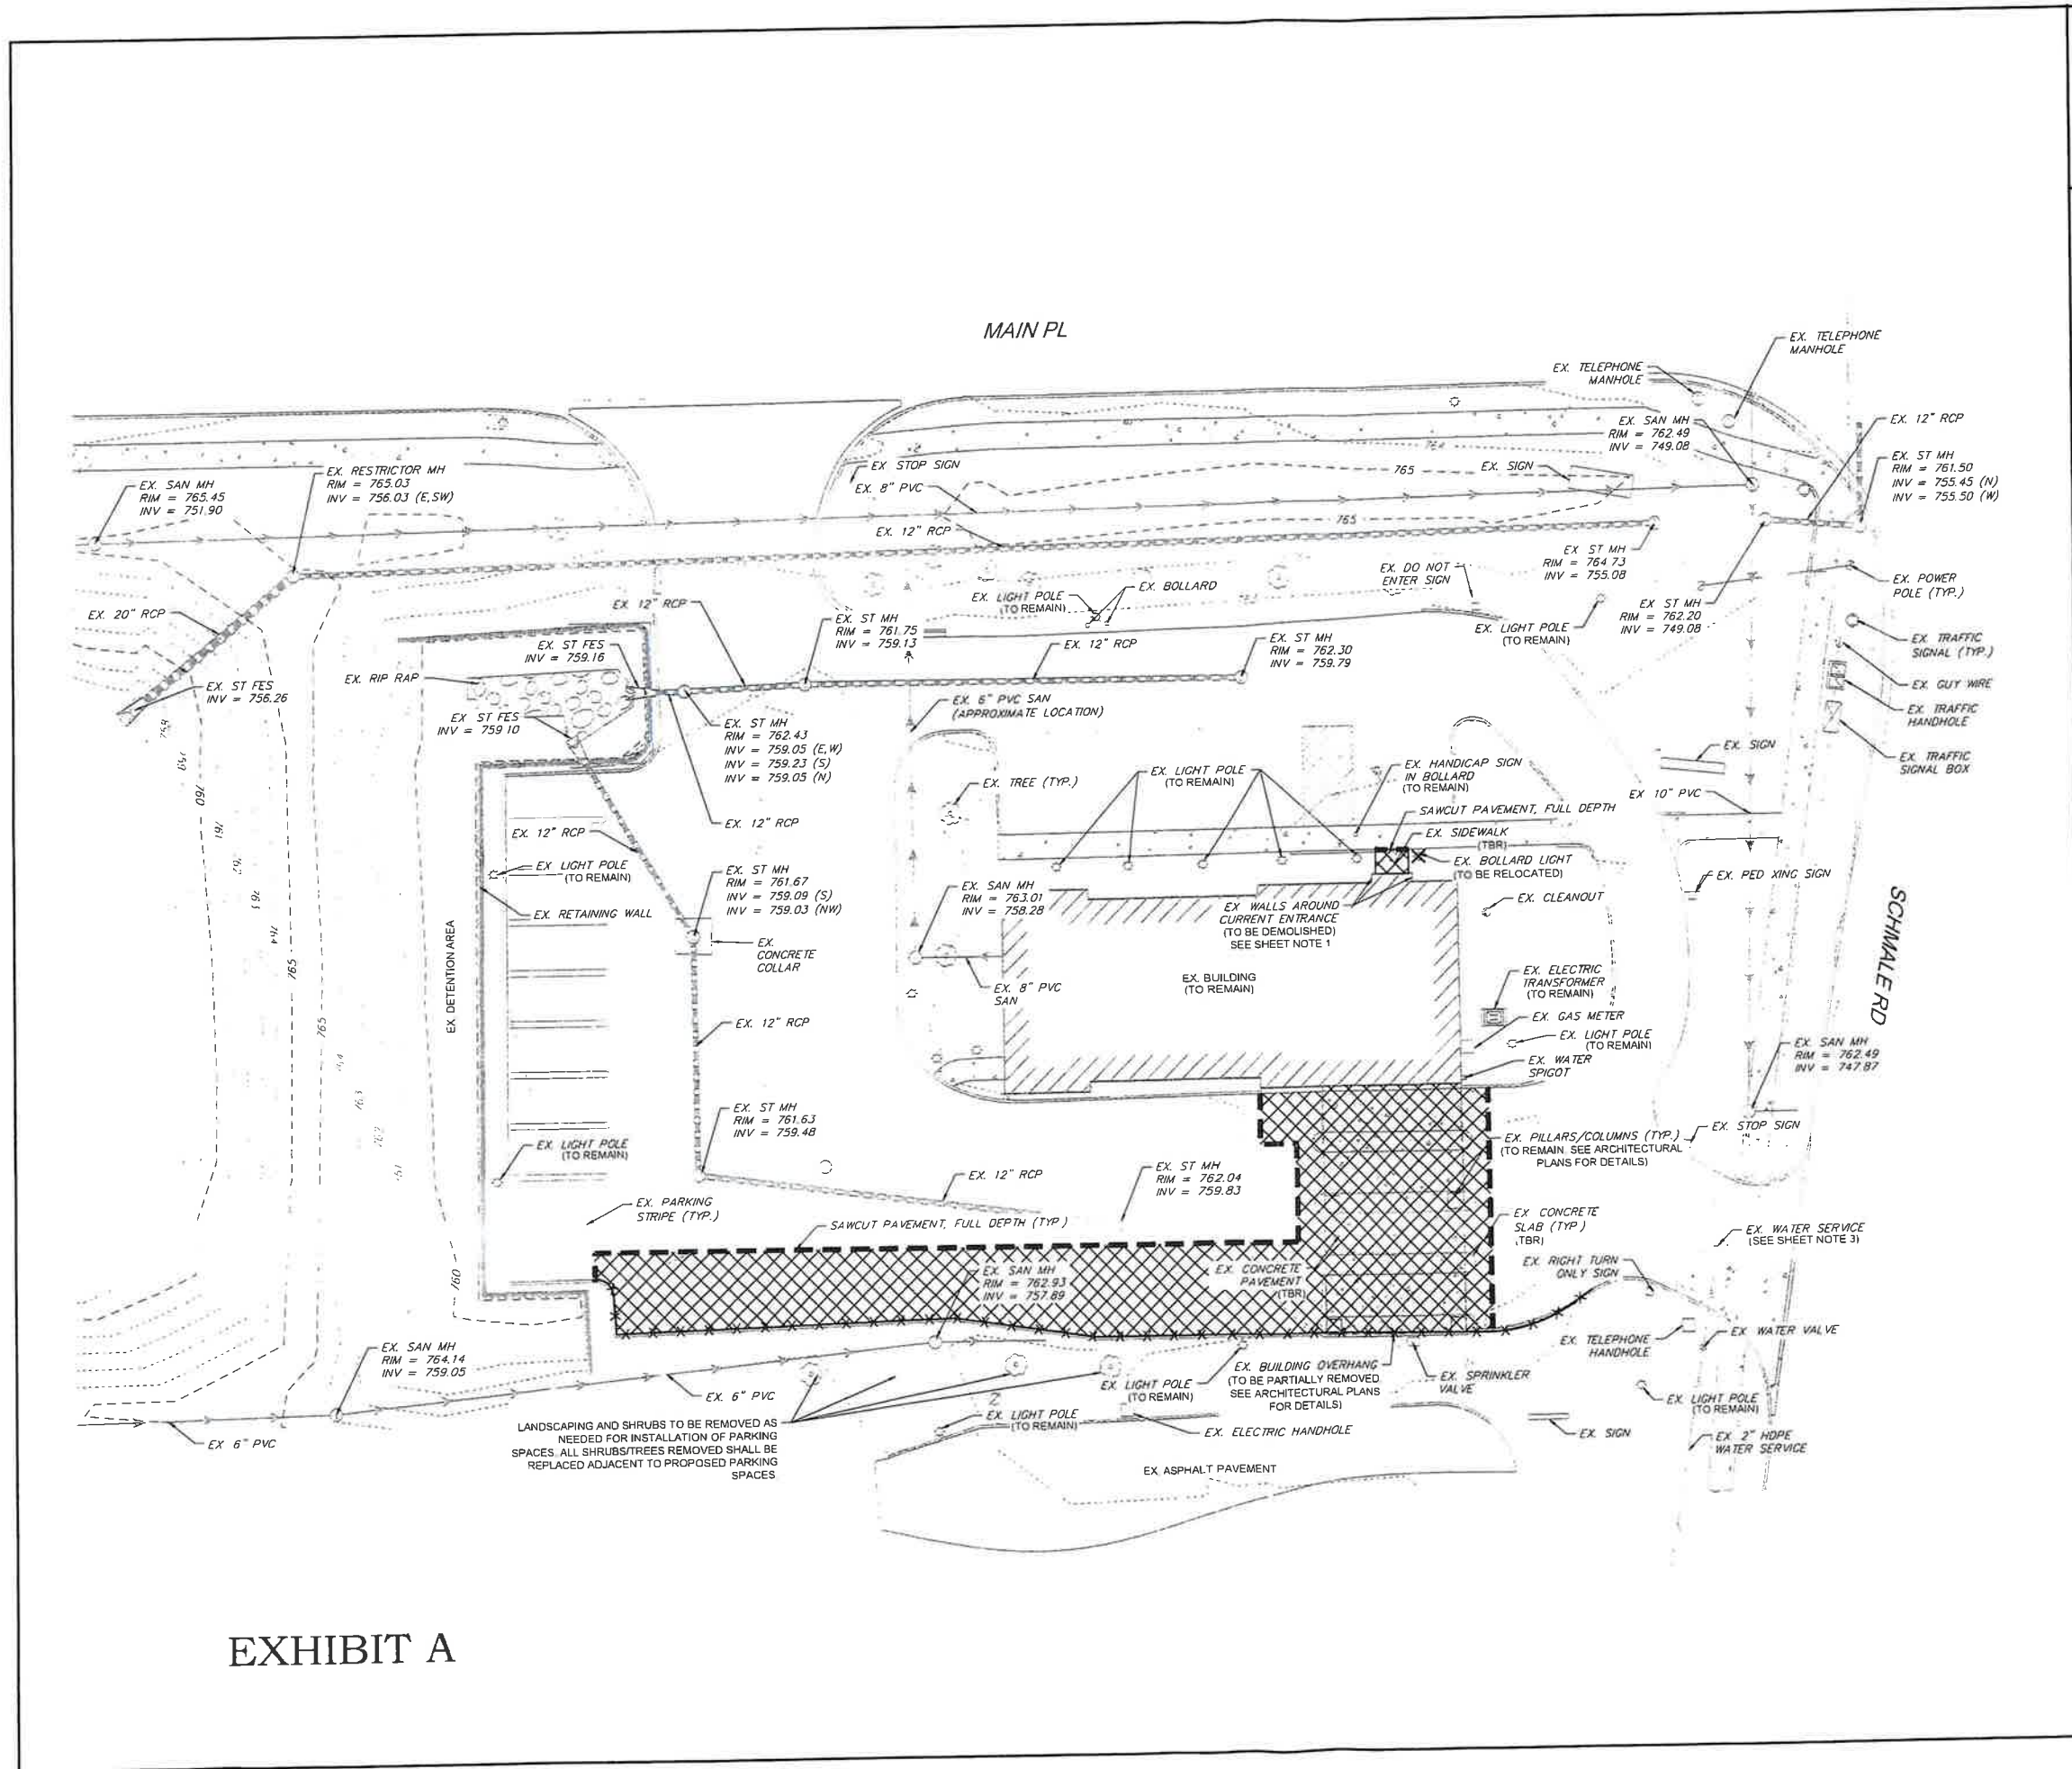 MAIN PL
EX. TELEPHONE
MANHOLE
EX. TELEPHONE
MANHOLE
EX. SAN MH
RIM = 762.49
INV = 749.08
EX. 12" RCP
EX. ST MH
RIM = 761.50
INV = 755.45 (N)
INV = 755.50 (W)
EX. SAN MH
RIM = 765.45
INV = 751.90
EX. RESTRICTOR MH
RIM = 765.03
INV = 756.03 (E,SW)
EX STOP SIGN
EX. 8" PVC
764
765
EX. SIGN
EX. 12" RCP
765
EX ST MH
RIM = 764 73
INV = 755.08
EX. POWER
POLE (TYP.)
EX. 20" RCP
EX 12" RCP
EX. LIGHT POLE
(TO REMAIN)
EX. BOLLARD
EX. DO NOT
ENTER SIGN
EX ST MH
RIM = 762.20
INV = 749.08
EX. LIGHT POLE
(TO REMAIN)
EX. TRAFFIC
SIGNAL (TYP.)
EX. ST FES
INV = 759.16
EX. ST MH
RIM = 761.75
INV = 759.13
EX. 12" RCP
EX. ST MH
RIM = 762.30
INV = 759.79
EX. RIP RAP
EX. ST FES
INV = 756.26
EX. GUY WIRE
EX. TRAFFIC
HANDHOLE
EX ST FES
INV = 759 10
EX. ST MH
RIM = 762.43
INV = 759.05 (E,W)
INV = 759.23 (S)
INV = 759.05 (N)
EX. 6" PVC SAN
(APPROXIMATE LOCATION)
EX. SIGN
EX. TRAFFIC
SIGNAL BOX
758
759
760
761
762
763
764
765
765
EX. TREE (TYP.)
EX. LIGHT POLE
(TO REMAIN)
EX. HANDICAP SIGN
IN BOLLARD
(TO REMAIN)
EX 10" PVC
SAWCUT PAVEMENT, FULL DEPTH
EX. 12" RCP
EX. 12" RCP
EX. SIDEWALK
(TBR)
EX. BOLLARD LIGHT
(TO BE RELOCATED)
EX LIGHT POLE
(TO REMAIN)
EX. ST MH
RIM = 761.67
INV = 759.09 (S)
INV = 759.03 (NW)
EX. SAN MH
RIM = 763.01
INV = 758.28
EX. PED XING SIGN
EX. CLEANOUT
SCHMALE RD
EX. RETAINING WALL
EX WALLS AROUND
CURRENT ENTRANCE
(TO BE DEMOLISHED)
SEE SHEET NOTE 1
EX DETENTION AREA
EX.
CONCRETE
COLLAR
EX. BUILDING
(TO REMAIN)
EX. 8" PVC
SAN
EX. ELECTRIC
TRANSFORMER
(TO REMAIN)
EX. 12" RCP
EX. GAS METER
EX. LIGHT POLE
(TO REMAIN)
EX. WATER
SPIGOT
EX. SAN MH
RIM = 762.49
INV = 747.87
764
763
762
761
EX. ST MH
RIM = 761.63
INV = 759.48
EX. STOP SIGN
EX. PILLARS/COLUMNS (TYP.)
(TO REMAIN. SEE ARCHITECTURAL
PLANS FOR DETAILS)
EX. LIGHT POLE
(TO REMAIN)
EX. 12" RCP
EX. ST MH
RIM = 762.04
INV = 759.83
EX. PARKING
STRIPE (TYP.)
SAWCUT PAVEMENT, FULL DEPTH (TYP.)
EX CONCRETE
SLAB (TYP.)
(TBR)
EX. WATER SERVICE
(SEE SHEET NOTE 3)
EX. RIGHT TURN
ONLY SIGN
760
EX. SAN MH
RIM = 762.93
INV = 757.89
EX. CONCRETE
PAVEMENT
(TBR)
EX. TELEPHONE
HANDHOLE
EX WATER VALVE
EX. SAN MH
RIM = 764.14
INV = 759.05
EX. BUILDING OVERHANG
(TO BE PARTIALLY REMOVED.
SEE ARCHITECTURAL PLANS
FOR DETAILS)
EX. SPRINKLER
VALVE
EX. 6" PVC
EX. LIGHT POLE
(TO REMAIN)
EX. LIGHT POLE
(TO REMAIN)
EX. LIGHT POLE
(TO REMAIN)
EX. ELECTRIC HANDHOLE
LANDSCAPING AND SHRUBS TO BE REMOVED AS
NEEDED FOR INSTALLATION OF PARKING
SPACES. ALL SHRUBS/TREES REMOVED SHALL BE
REPLACED ADJACENT TO PROPOSED PARKING
SPACES.
EX 6" PVC
EX. SIGN
EX 2" HDPE
WATER SERVICE
EX. ASPHALT PAVEMENT
EXHIBIT A